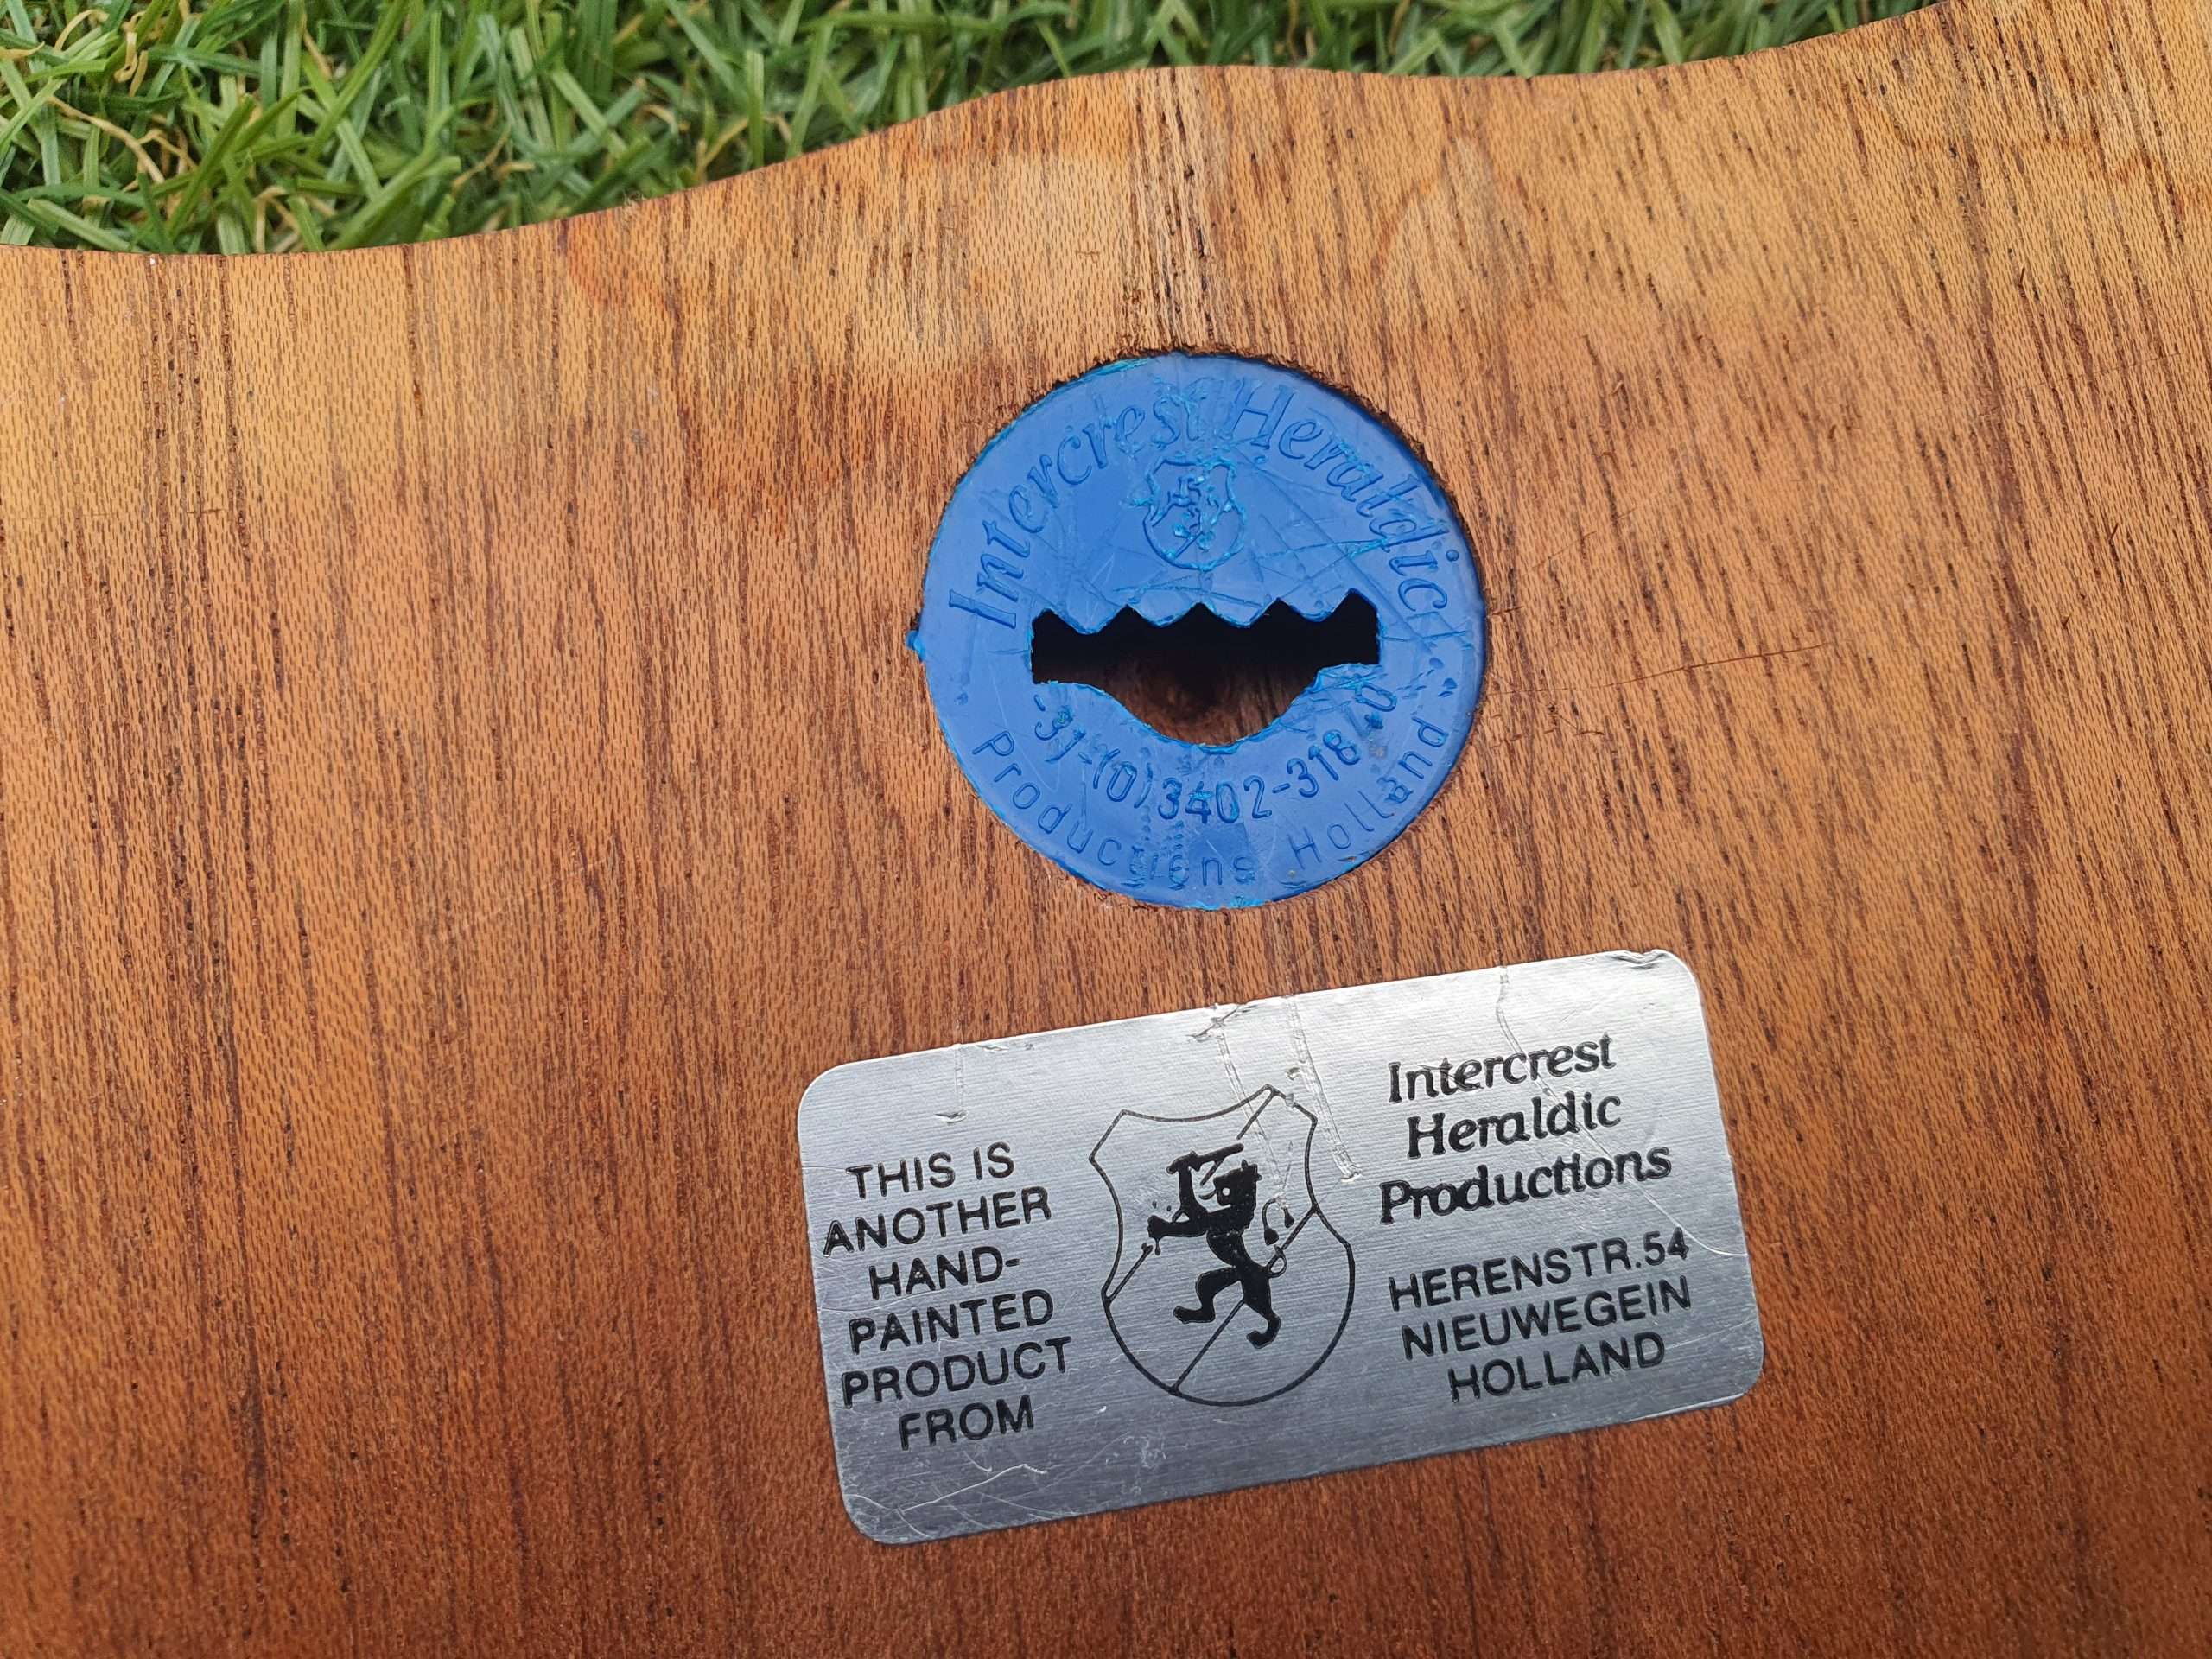 Intercrest Heraldic
31-(0)3402-31840
Productions Holland
THIS IS
ANOTHER
HAND-
PAINTED
PRODUCT
FROM
Intercrest
Heraldic
Productions
HERENSTR.54
NIEUWEGEIN
HOLLAND